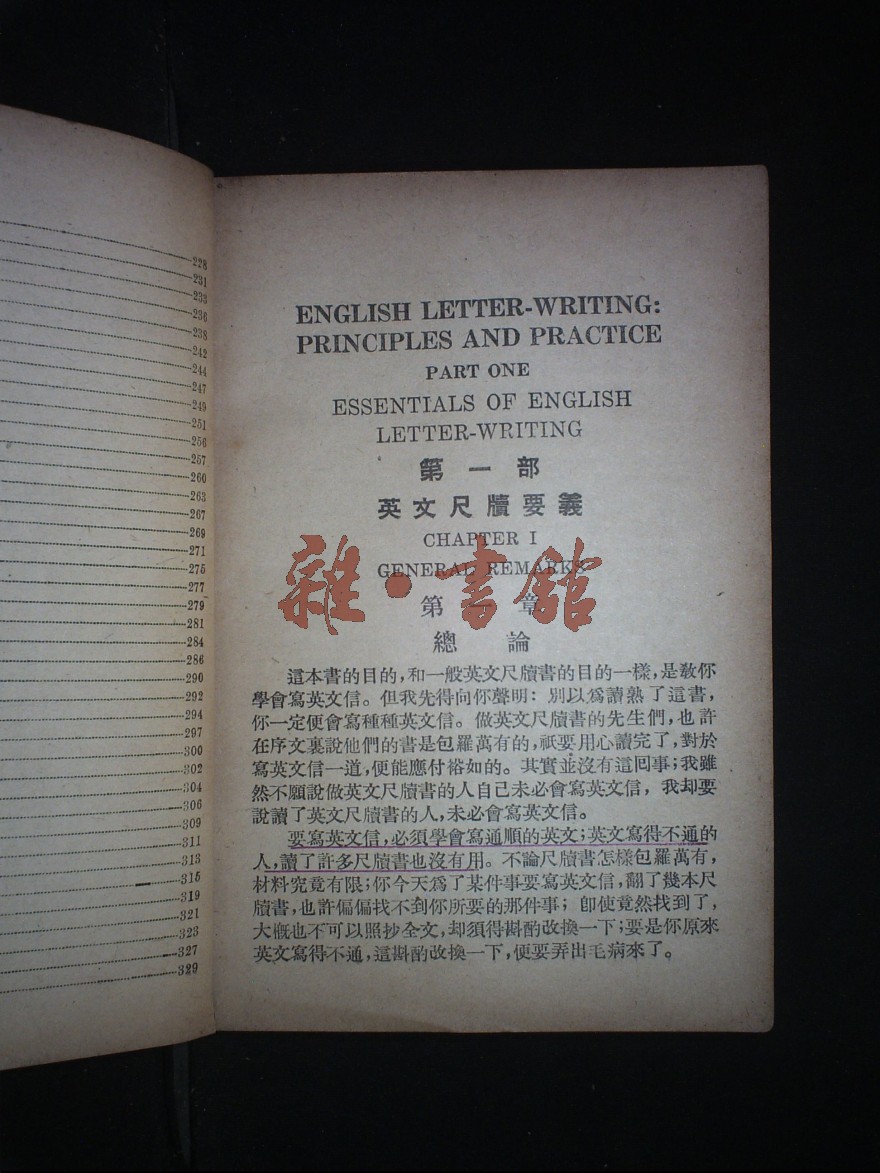 228
231
233
236
238
242
244
247
249
251
256
257
260
263
267
269
271
275
277
279
281
284
286
290
292
294
297
300
302
304
306
309
311
313
315
319
321
323
327
329
ENGLISH LETTER-WRITING:
PRINCIPLES AND PRACTICE
PART ONE
ESSENTIALS OF ENGLISH
LETTER-WRITING
第一部
英文尺牘要義
CHAPTER I
GENERAL REMARKS
雜·書館
第一章
總論
這本書的目的,和一般英文尺牘書的目的一樣,是教你
學會寫英文信。但我先得向你聲明:別以爲讀熟了這書,
你一定便會寫種種英文信。做英文尺牘書的先生們,也許
在序文裏說他們的書是包羅萬有的,祇要用心讀完了,對於
寫英文信一道,便能應付裕如的。其實並沒有這回事;我雖
然不願說做英文尺牘書的人自己未必會寫英文信,我却要
說讀了英文尺牘書的人,未必會寫英文信。
要寫英文信,必須學會寫通順的英文;英文寫得不通的
人,讀了許多尺牘書也沒有用。不論尺牘書怎樣包羅萬有,
材料究竟有限;你今天爲了某件事要寫英文信,翻了幾本尺
牘書,也許偏偏找不到你所要的那件事;卽使竟然找到了,
大槪也不可以照抄全文,却須得斟酌改換一下;要是你原來
英文寫得不通,這斟酌改換一下,便要弄出毛病來了。